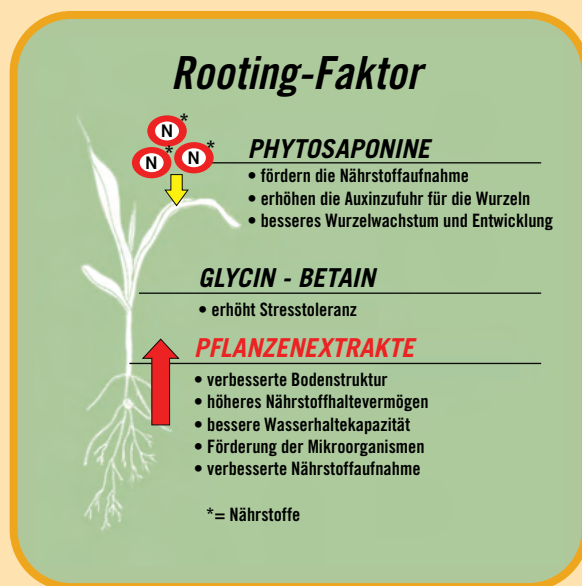 Rooting-Faktor
N*
N* N*
PHYTOSAPONINE
• fördern die Nährstoffaufnahme
• erhöhen die Auxinzufuhr für die Wurzeln
• besseres Wurzelwachstum und Entwicklung
GLYCIN - BETAIN
• erhöht Stresstoleranz
PFLANZENEXTRAKTE
• verbesserte Bodenstruktur
• höheres Nährstoffhaltevermögen
• bessere Wasserhaltekapazität
• Förderung der Mikroorganismen
• verbesserte Nährstoffaufnahme
*= Nährstoffe